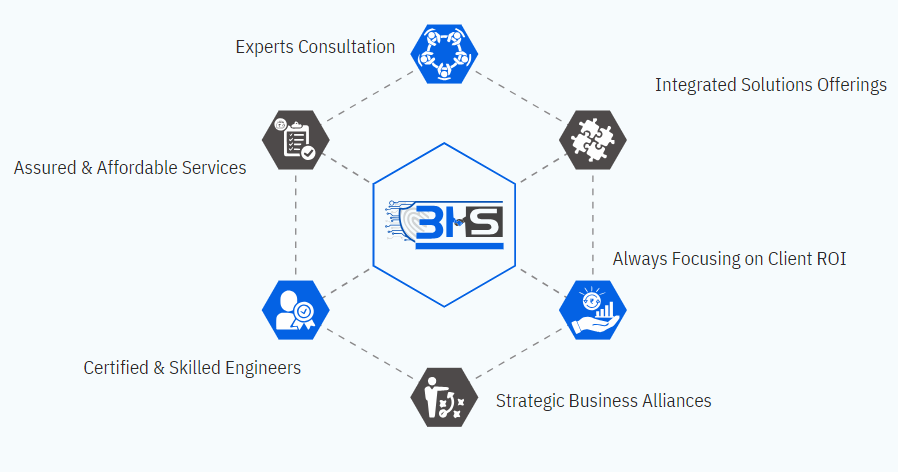 Experts Consultation
Integrated Solutions Offerings
Assured & Affordable Services
BHS
Always Focusing on Client ROI
Certified & Skilled Engineers
Strategic Business Alliances